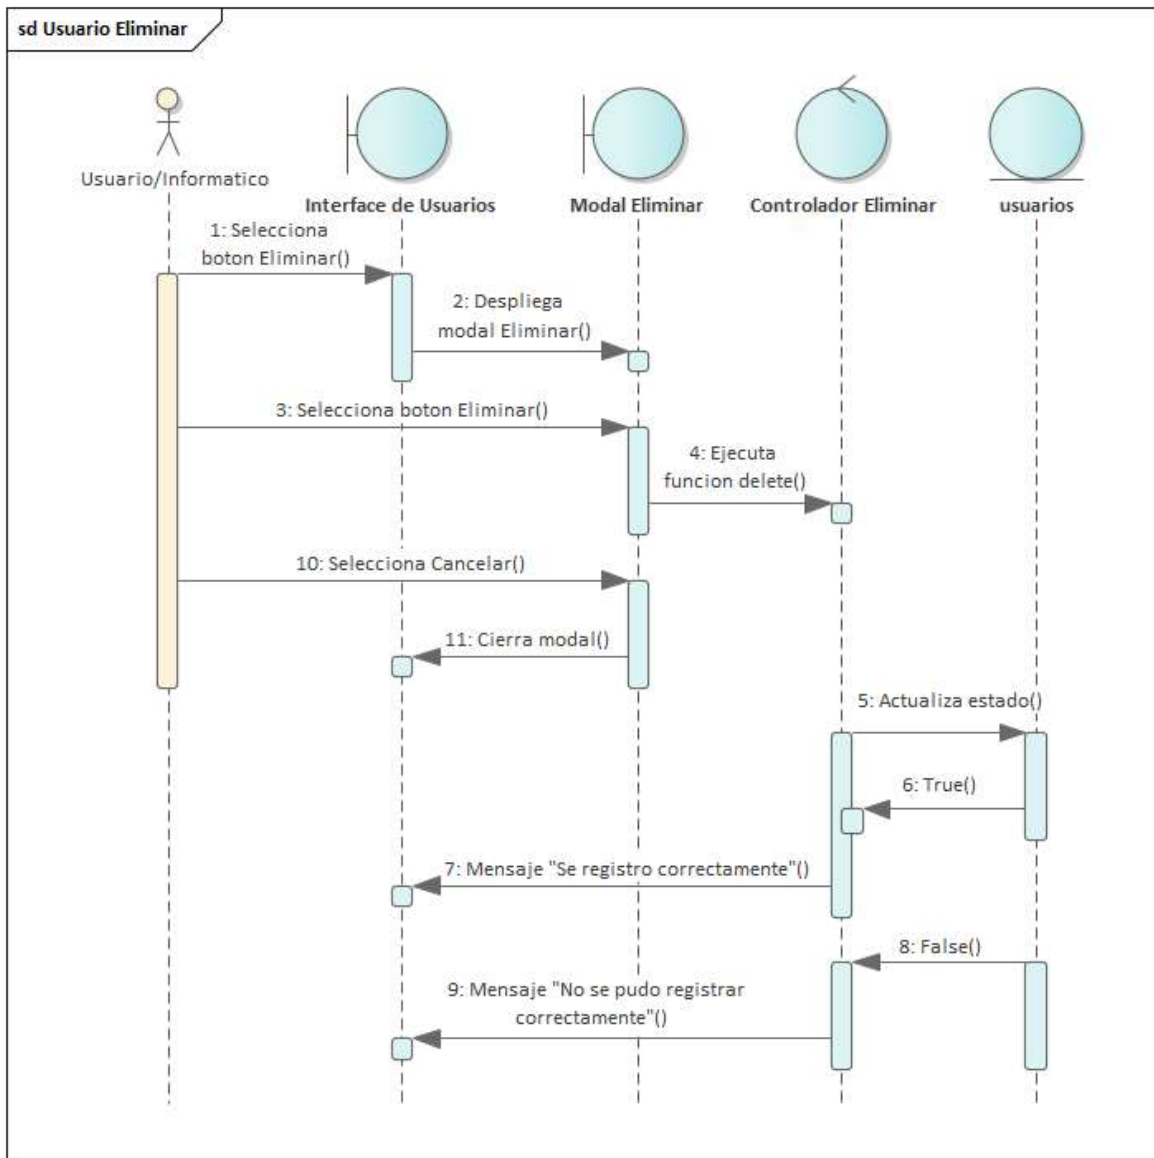 sd Usuario Eliminar
Usuario/Informatico
Interface de Usuarios
Modal Eliminar
Controlador Eliminar
usuarios
1: Selecciona
boton Eliminar()
2: Despliega
modal Eliminar()
3: Selecciona boton Eliminar()
4: Ejecuta
funcion delete()
10: Selecciona Cancelar()
11: Cierra modal()
5: Actualiza estado()
6: True()
7: Mensaje "Se registro correctamente"()
8: False()
9: Mensaje "No se pudo registrar
correctamente"()